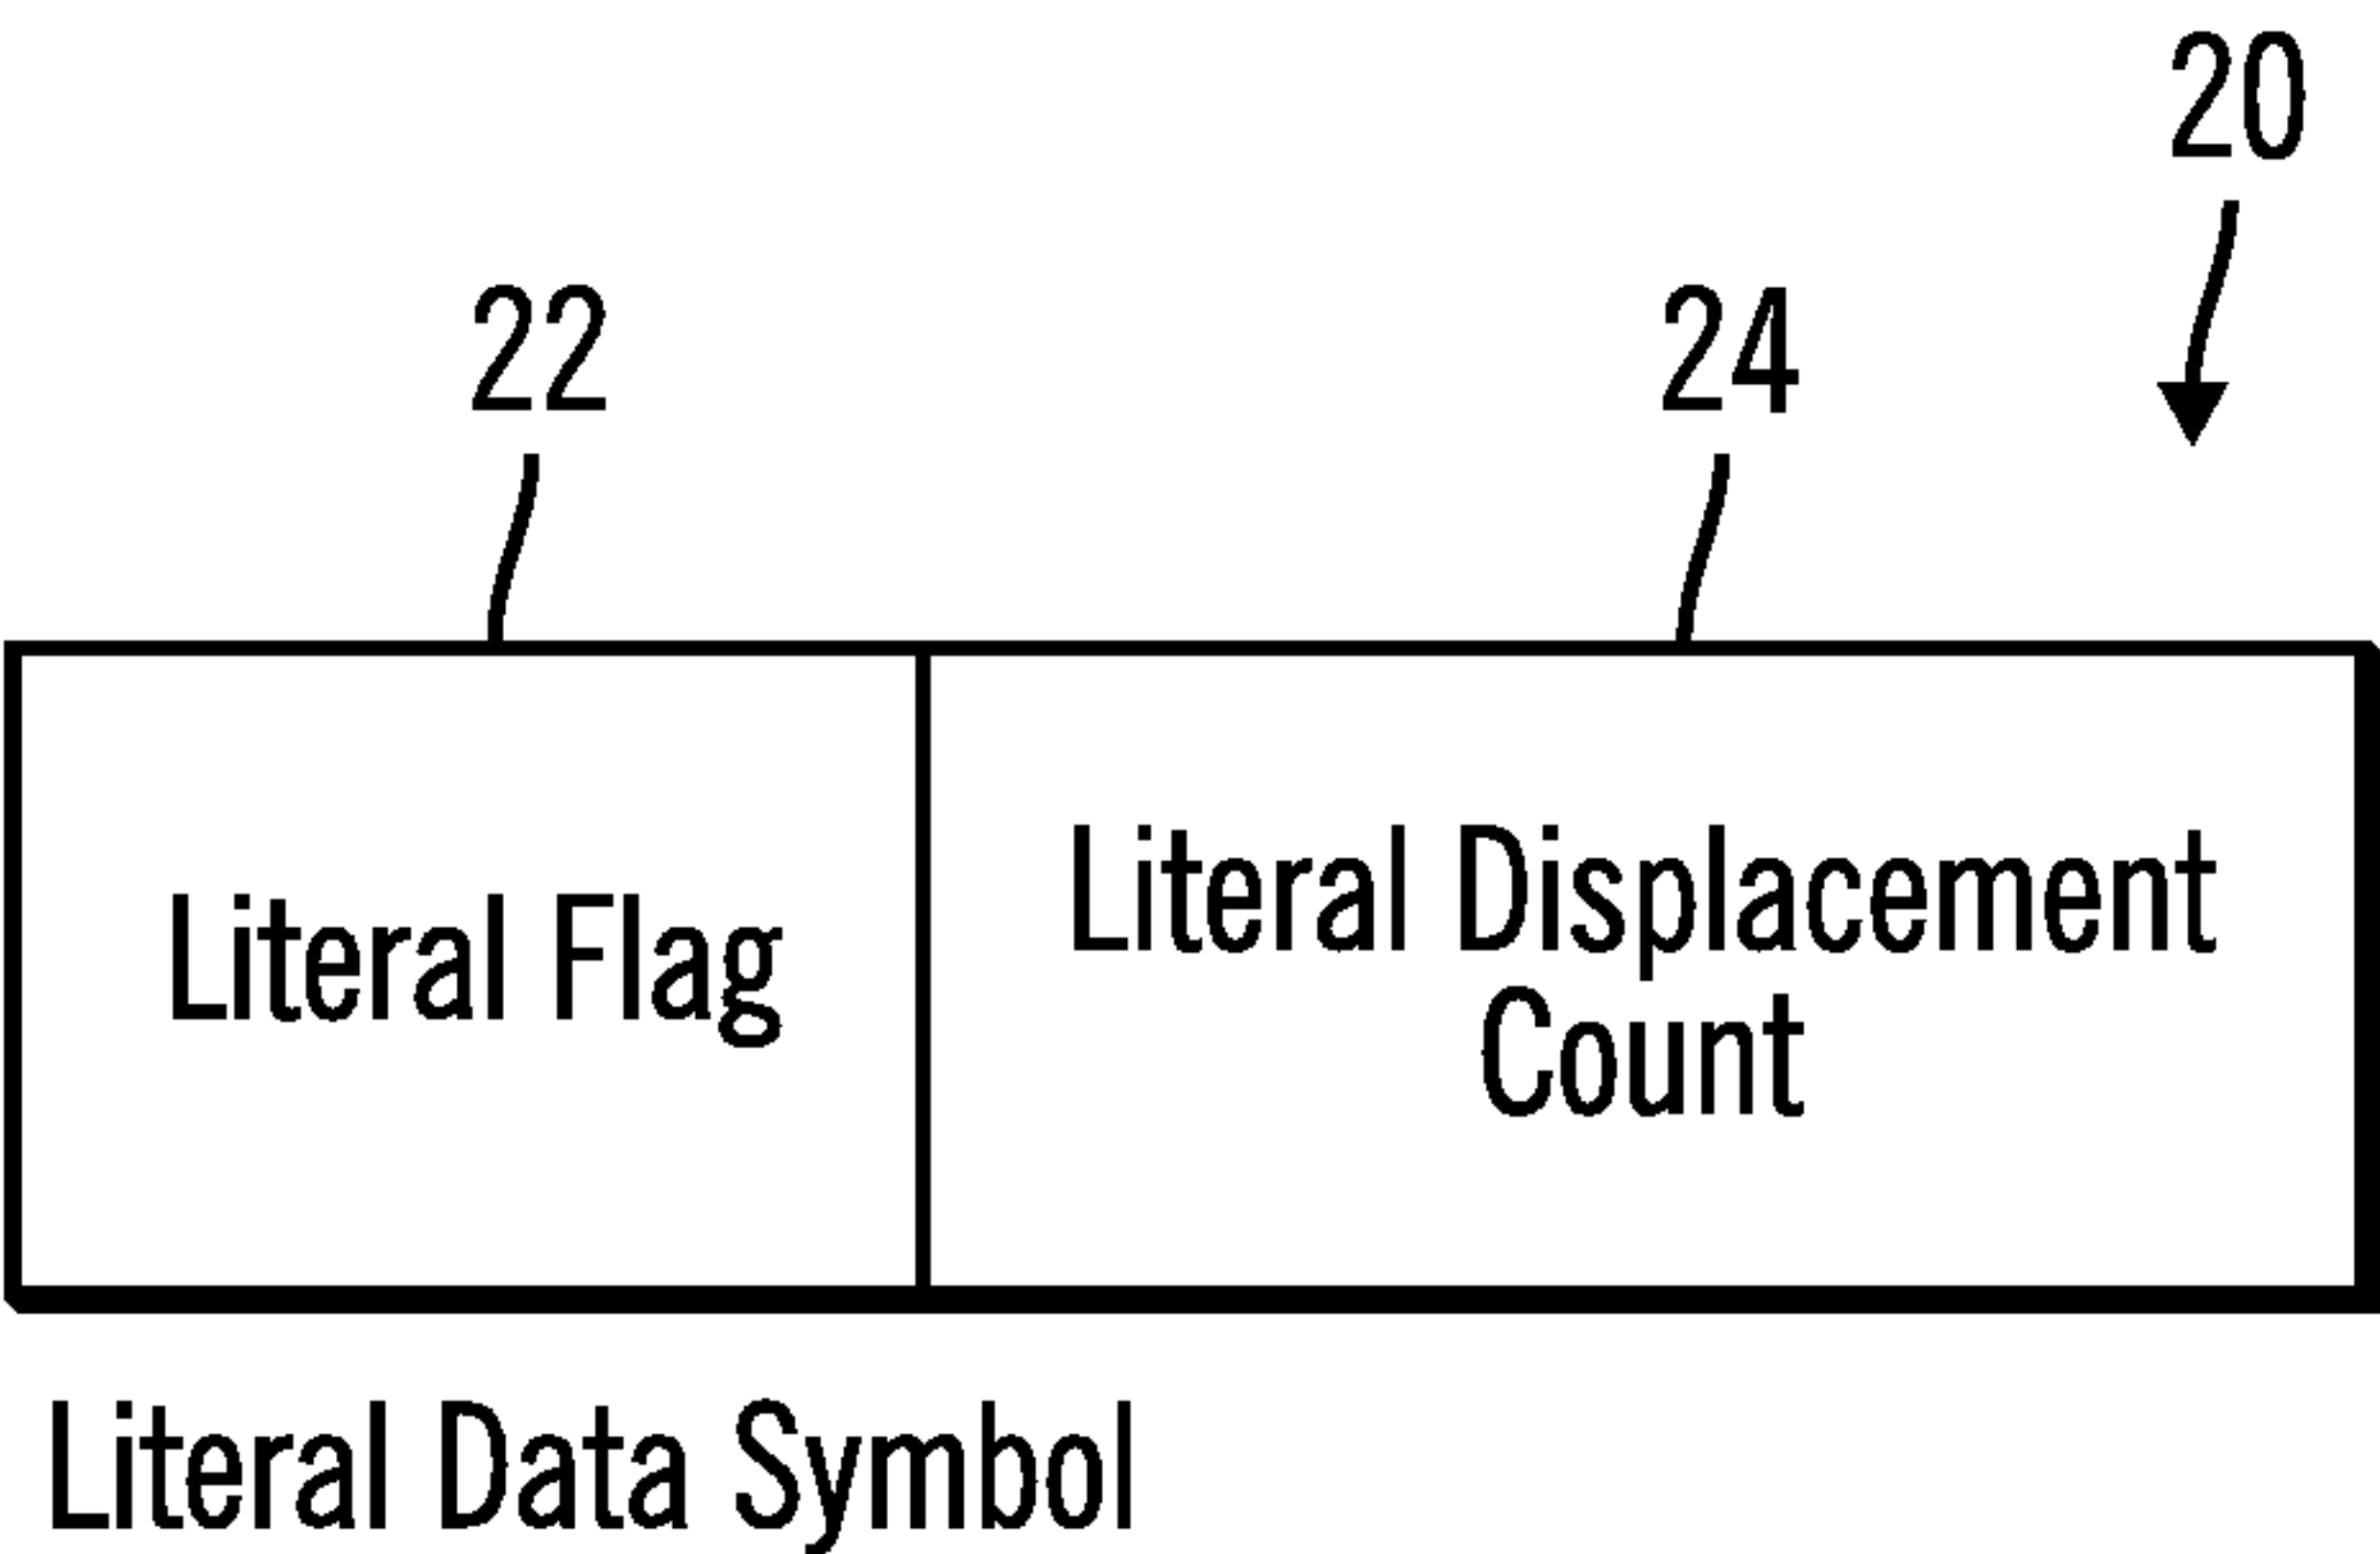 20
22
24
Literal Flag
Literal Displacement
Count
Literal Data Symbol